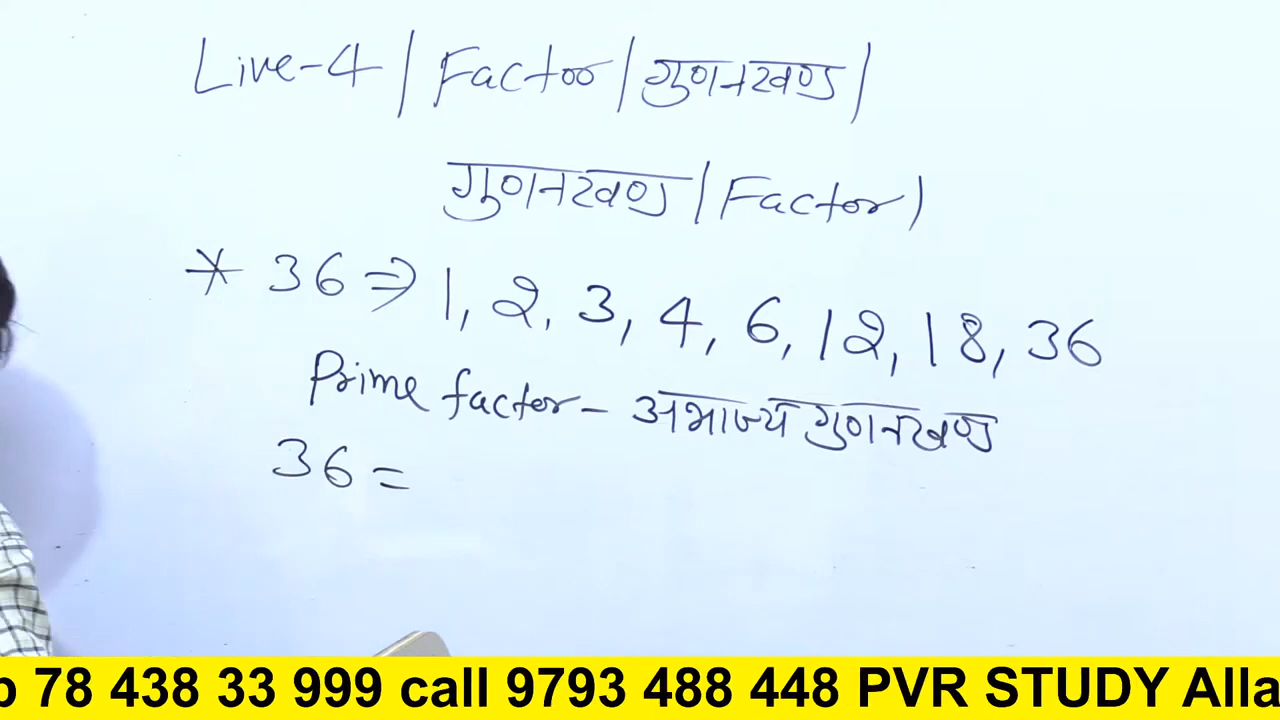 Live-4 | Factor | गुणनखण्ड |
गुणनखण्ड | Factor |
* 36 ⇒ 1, 2, 3, 4, 6, 12, 18, 36
Prime factor - अभाज्य गुणनखण्ड
36 =
78 438 33 999 call 9793 488 448 PVR STUDY Alla